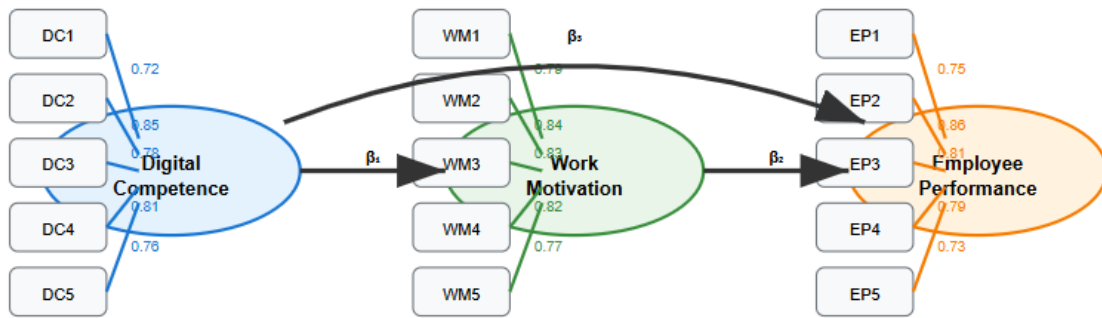 DC1
DC2
DC3
DC4
DC5
0.72
0.85
0.78
0.81
0.76
Digital
Competence
β₁
WM1
WM2
WM3
WM4
WM5
0.79
0.84
0.83
0.82
0.77
Work
Motivation
β₃
β₂
EP1
EP2
EP3
EP4
EP5
0.75
0.86
0.81
0.79
0.73
Employee
Performance